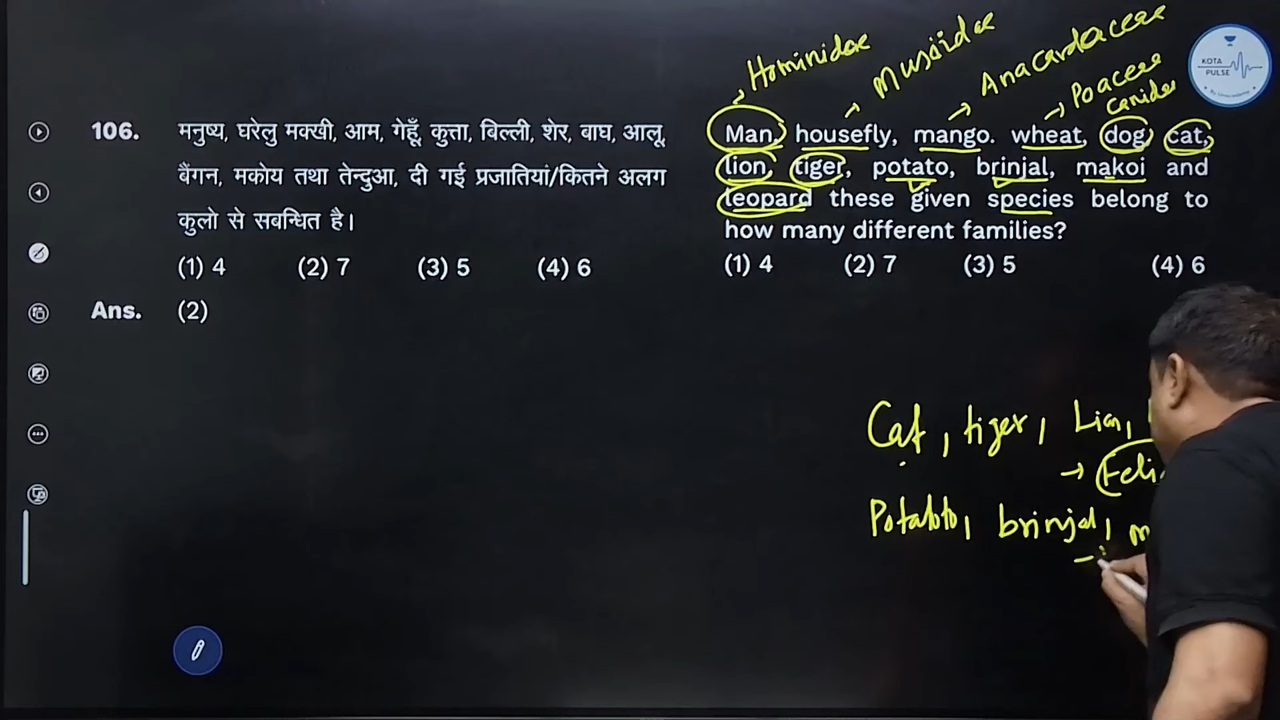 Hominidae
Musidae
Anacardaceae
Poaceae
canidae
KOTA
PULSE
106.
मनुष्य, घरेलु मक्खी, आम, गेहूँ, कुत्ता, बिल्ली, शेर, बाघ, आलू,
बैंगन, मकोय तथा तेन्दुआ, दी गई प्रजातियां/कितने अलग
कुलो से सबन्धित है।
(1) 4 (2) 7 (3) 5 (4) 6
Man, housefly, mango. wheat, dog, cat,
lion, tiger, potato, brinjal, makoi and
leopard these given species belong to
how many different families?
(1) 4 (2) 7 (3) 5 (4) 6
Ans. (2)
Cat, tiger, Lion,
→ Feli
Potatoto, brinjal, m